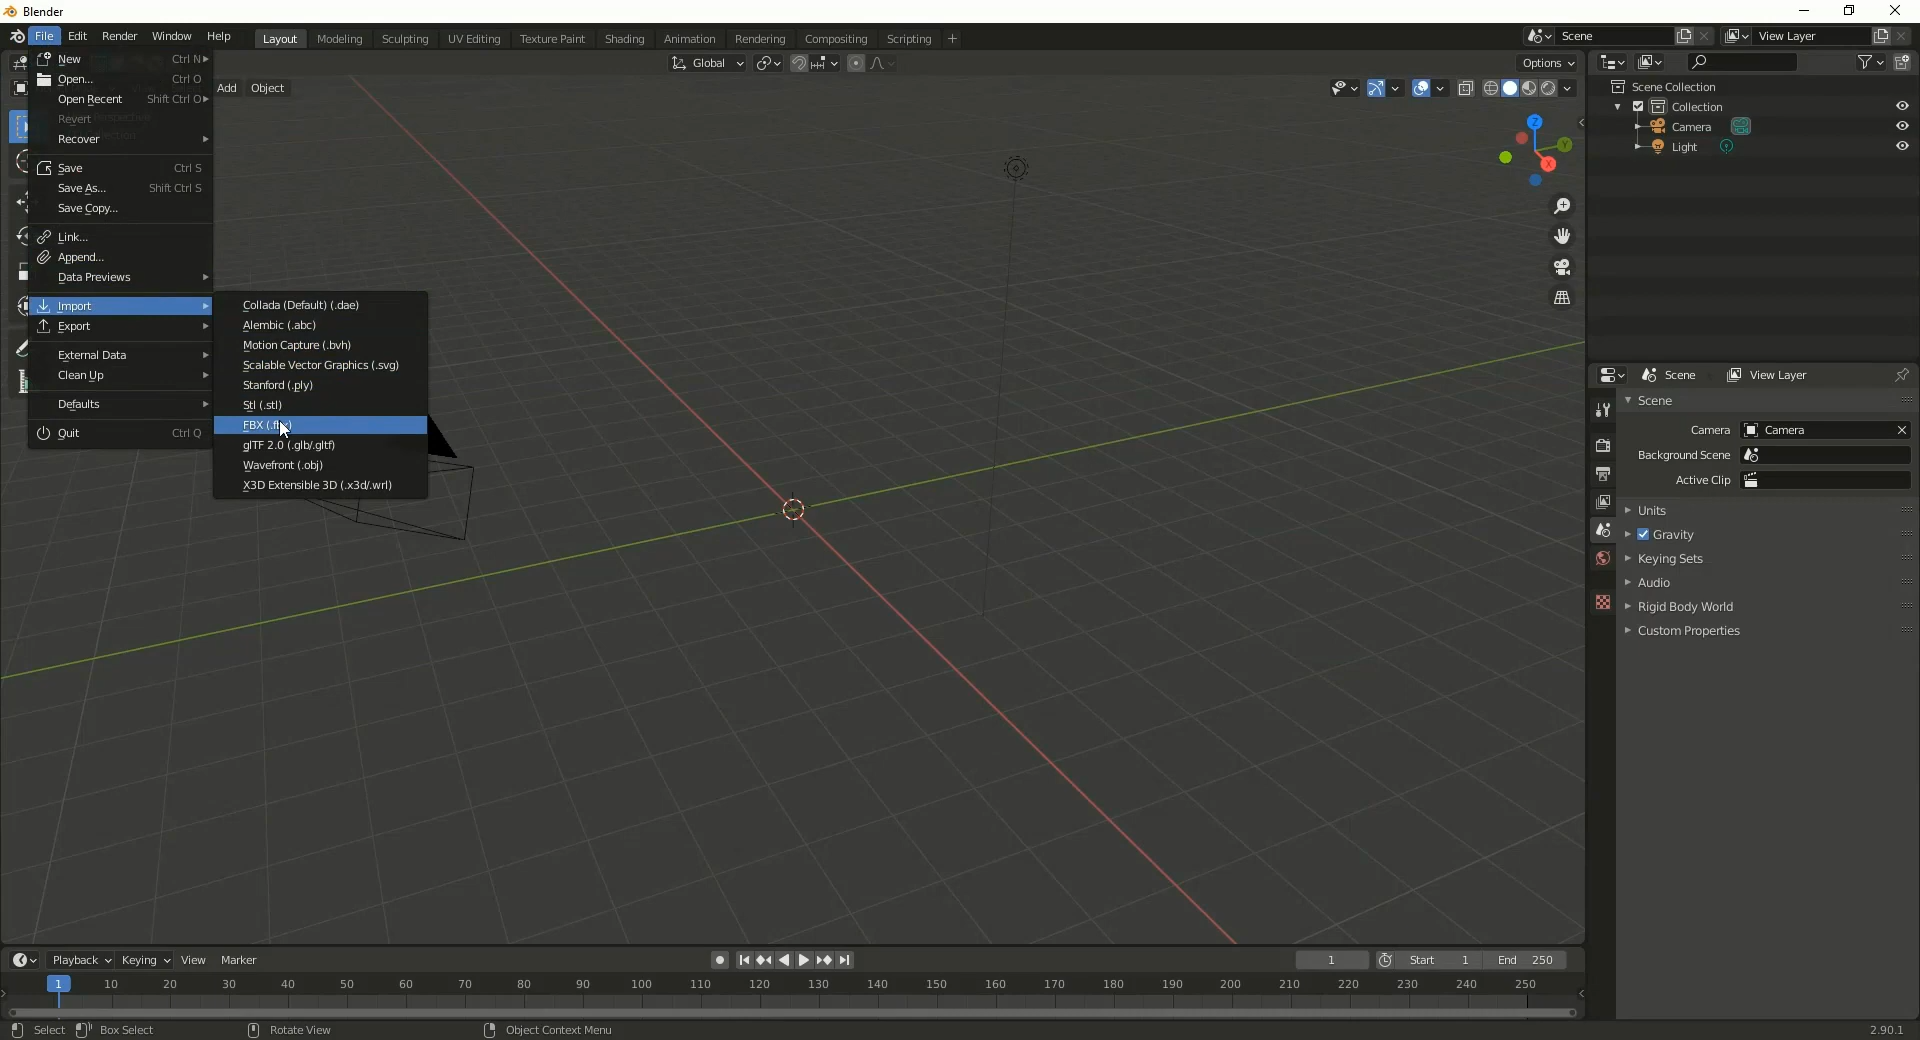 Blender
File Edit Render Window Help Layout Modeling Sculpting UV Editing Texture Paint Shading Animation Rendering Compositing Scripting + Scene View Layer
New Ctrl N
Open... Ctrl O
Open Recent Shift Ctrl O
Revert
Recover
Save Ctrl S
Save As... Shift Ctrl S
Save Copy...
Link...
Append...
Data Previews
Import
Export
External Data
Clean Up
Defaults
Quit Ctrl Q
Collada (Default) (.dae)
Alembic (.abc)
Motion Capture (.bvh)
Scalable Vector Graphics (.svg)
Stanford (.ply)
Stl (.stl)
FBX (.fbx)
glTF 2.0 (.glb/.gltf)
Wavefront (.obj)
X3D Extensible 3D (.x3d/.wrl)
Global Options
Add Object
Z
Y
X
Scene Collection
Collection
Camera
Light
Scene View Layer
Scene
Camera Camera
Background Scene
Active Clip
Units
Gravity
Keying Sets
Audio
Rigid Body World
Custom Properties
Playback Keying View Marker 1 Start 1 End 250
1 10 20 30 40 50 60 70 80 90 100 110 120 130 140 150 160 170 180 190 200 210 220 230 240 250
Select Box Select Rotate View Object Context Menu 2.90.1